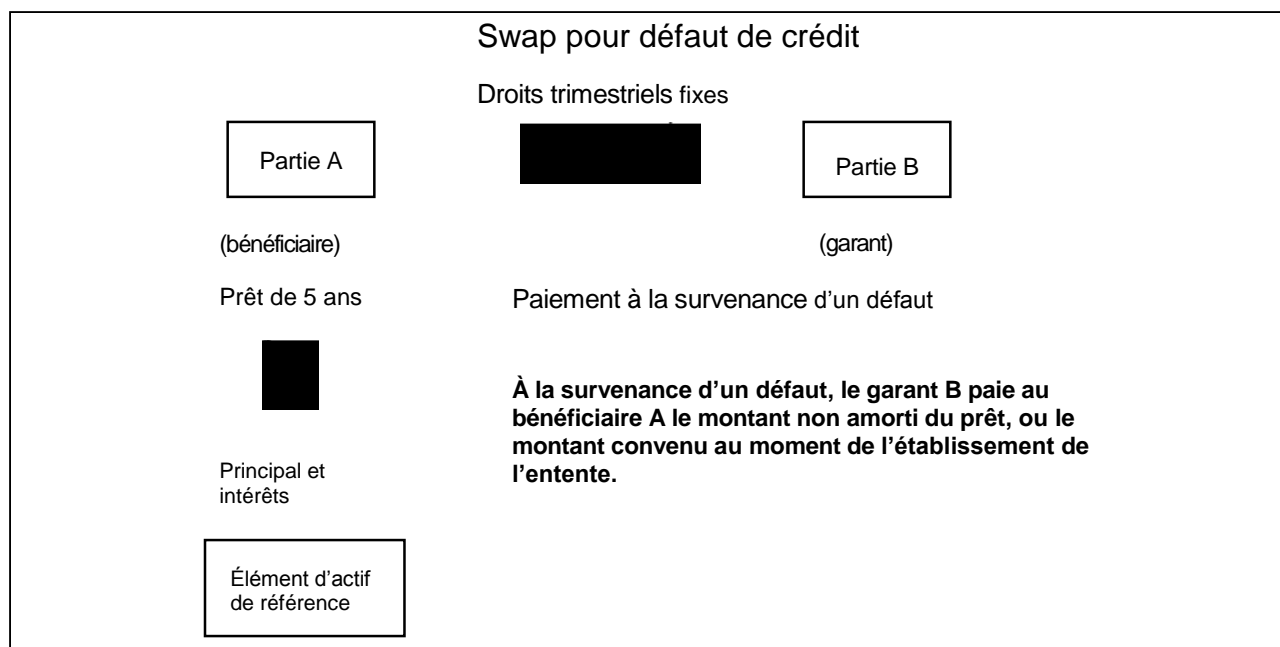 Swap pour défaut de crédit
Droits trimestriels fixes
Partie A
Partie B
(bénéficiaire)
(garant)
Prêt de 5 ans
Paiement à la survenance d’un défaut
À la survenance d’un défaut, le garant B paie au
bénéficiaire A le montant non amorti du prêt, ou le
montant convenu au moment de l’établissement de
l’entente.
Principal et
intérêts
Élément d’actif
de référence